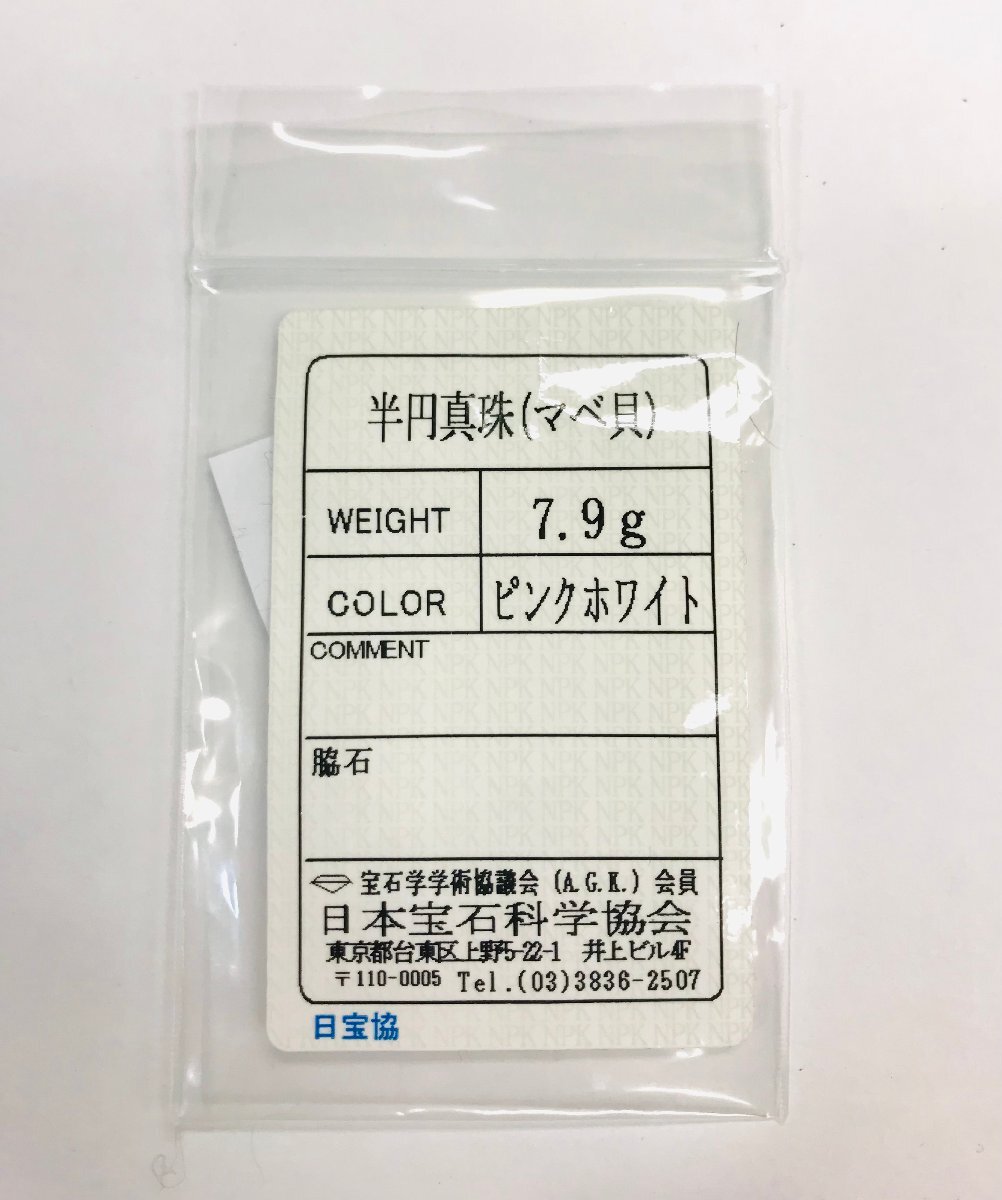 半円真珠(マベ貝)
WEIGHT 7.9g
COLOR ピンクホワイト
COMMENT
脇石
宝石学学術協議会 (A.G.K.) 会員
日本宝石科学協会
東京都台東区上野5-22-1 井上ビル4F
〒110-0005 Tel.(03)3836-2507
日宝協